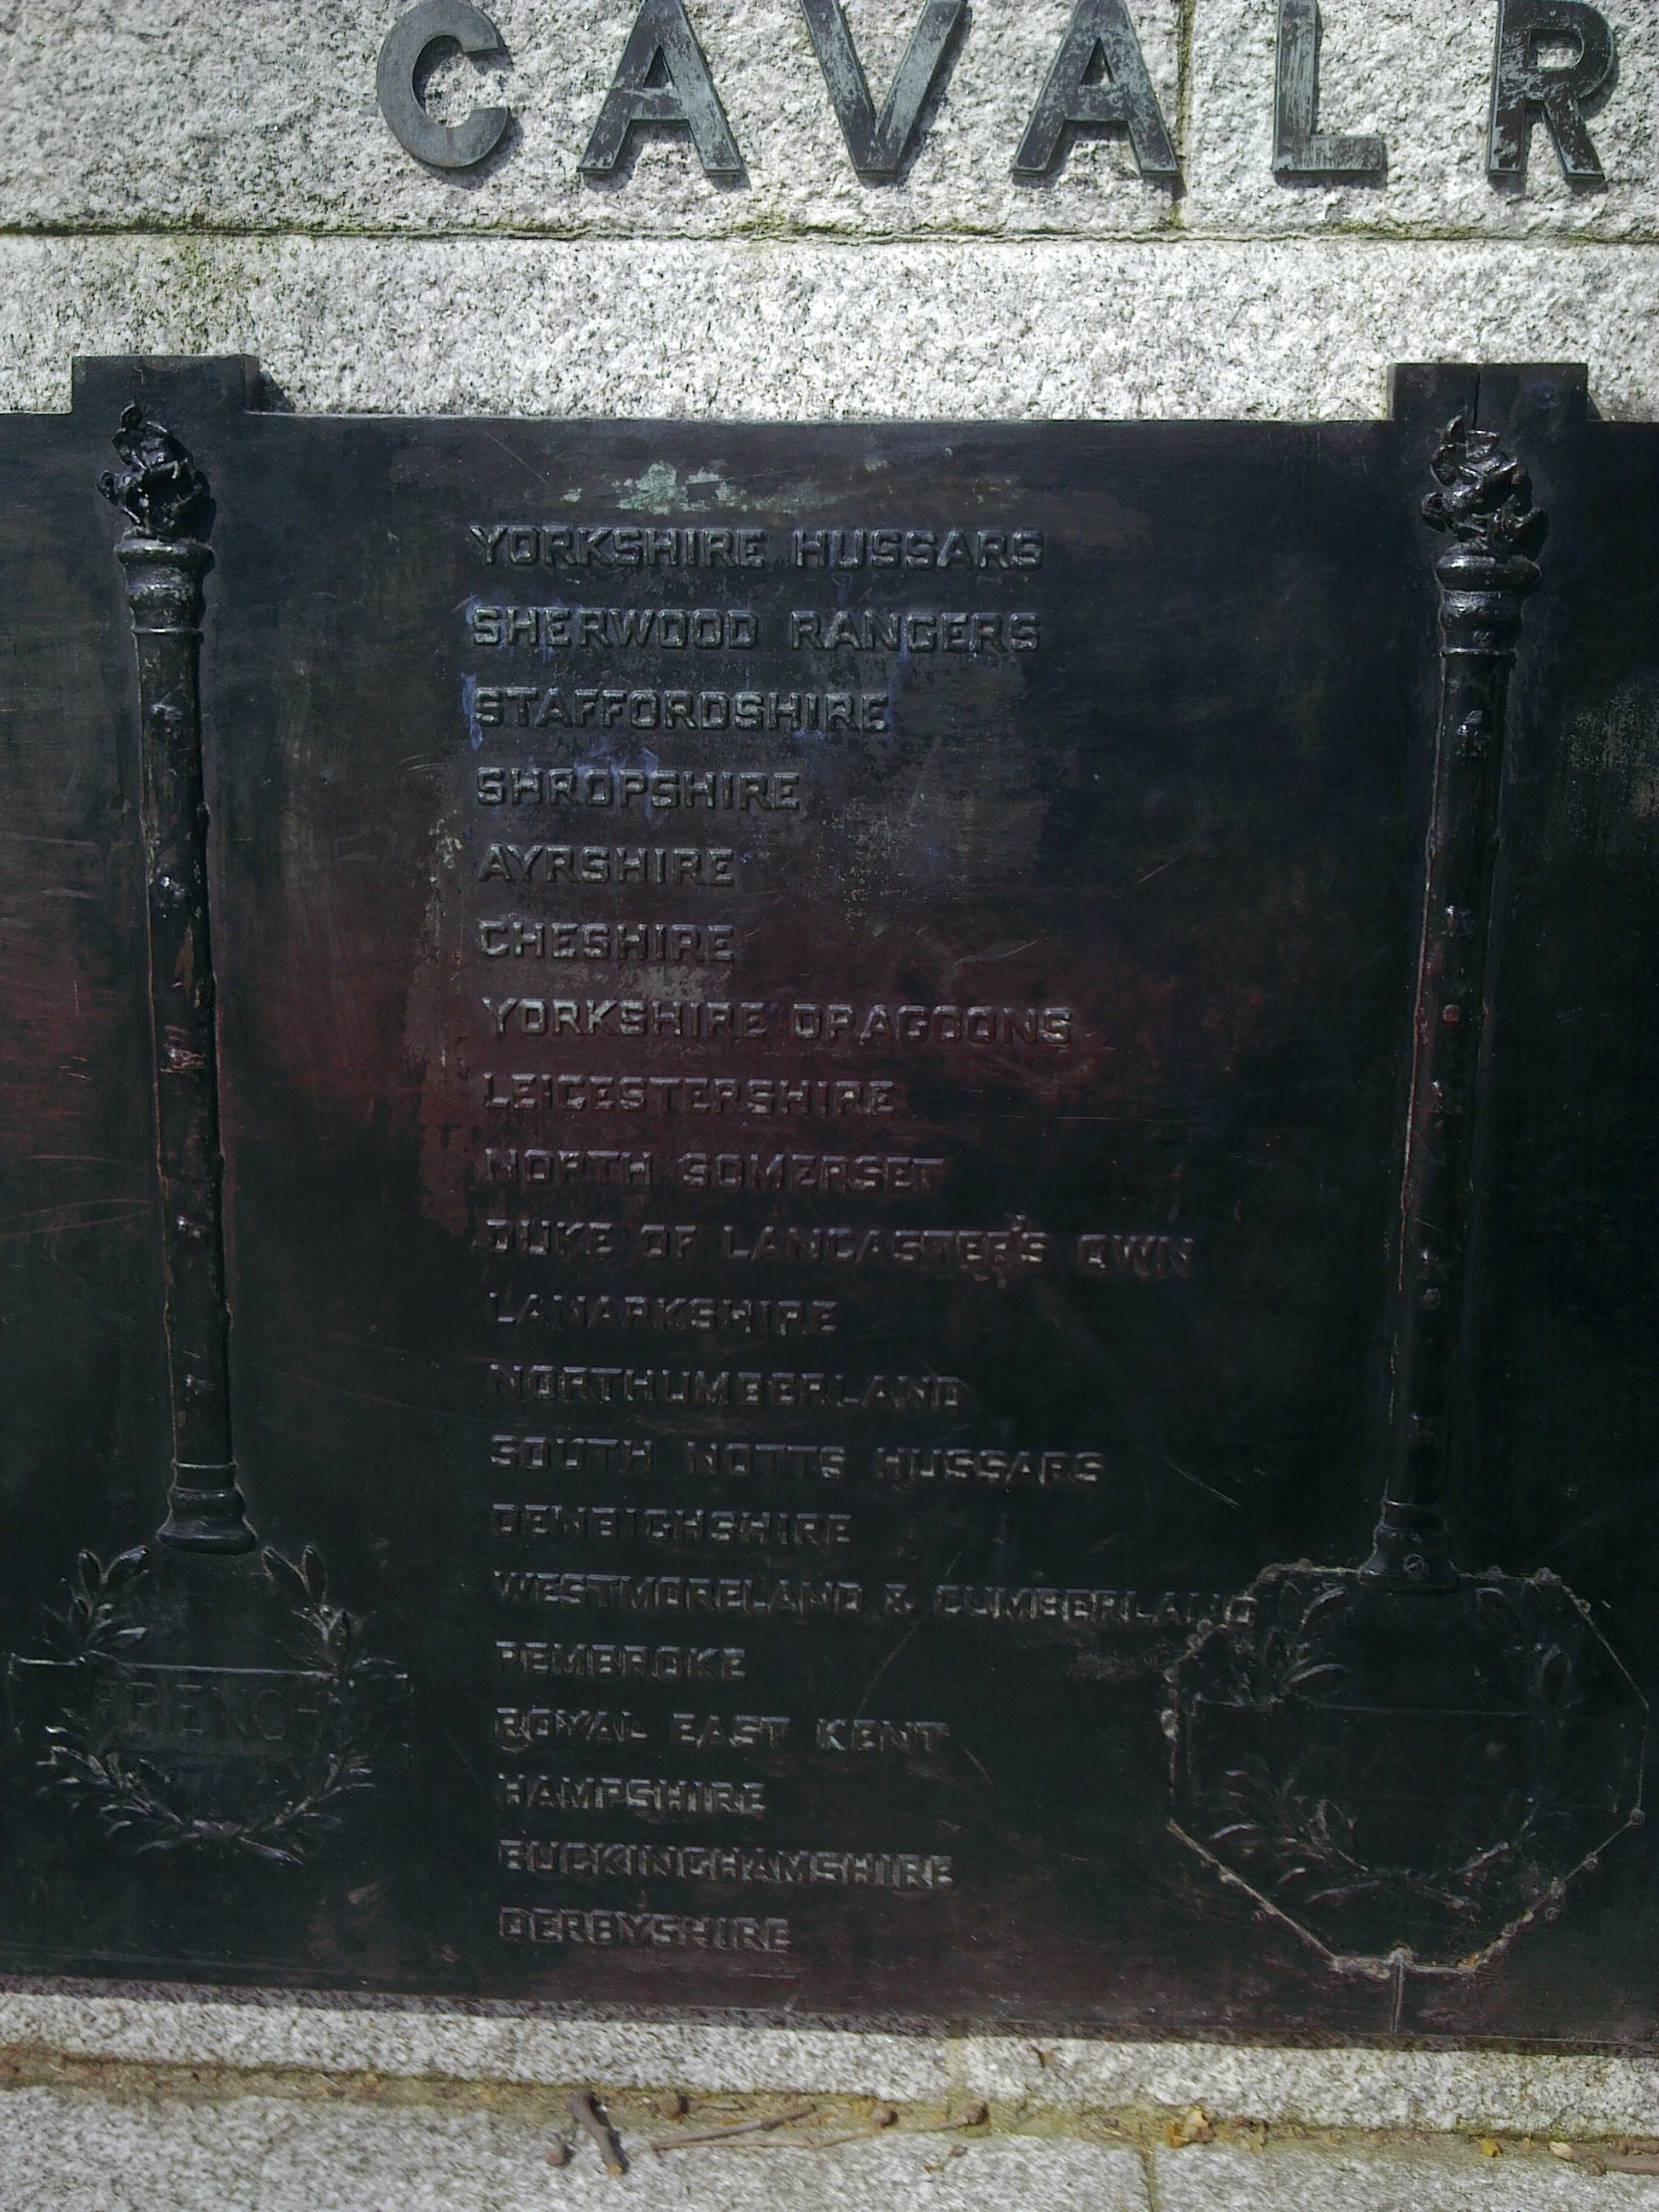 CAVALR
YORKSHIRE HUSSARS
SHERWOOD RANGERS
STAFFORDSHIRE
SHROPSHIRE
AYRSHIRE
CHESHIRE
YORKSHIRE DRAGOONS
LEICESTERSHIRE
NORTH SOMERSET
DUKE OF LANCASTER'S OWN
LANARKSHIRE
NORTHUMBERLAND
SOUTH NOTTS HUSSARS
DENBIGHSHIRE
WESTMORELAND & CUMBERLAND
PEMBROKE
ROYAL EAST KENT
HAMPSHIRE
BUCKINGHAMSHIRE
DERBYSHIRE
FRENCH